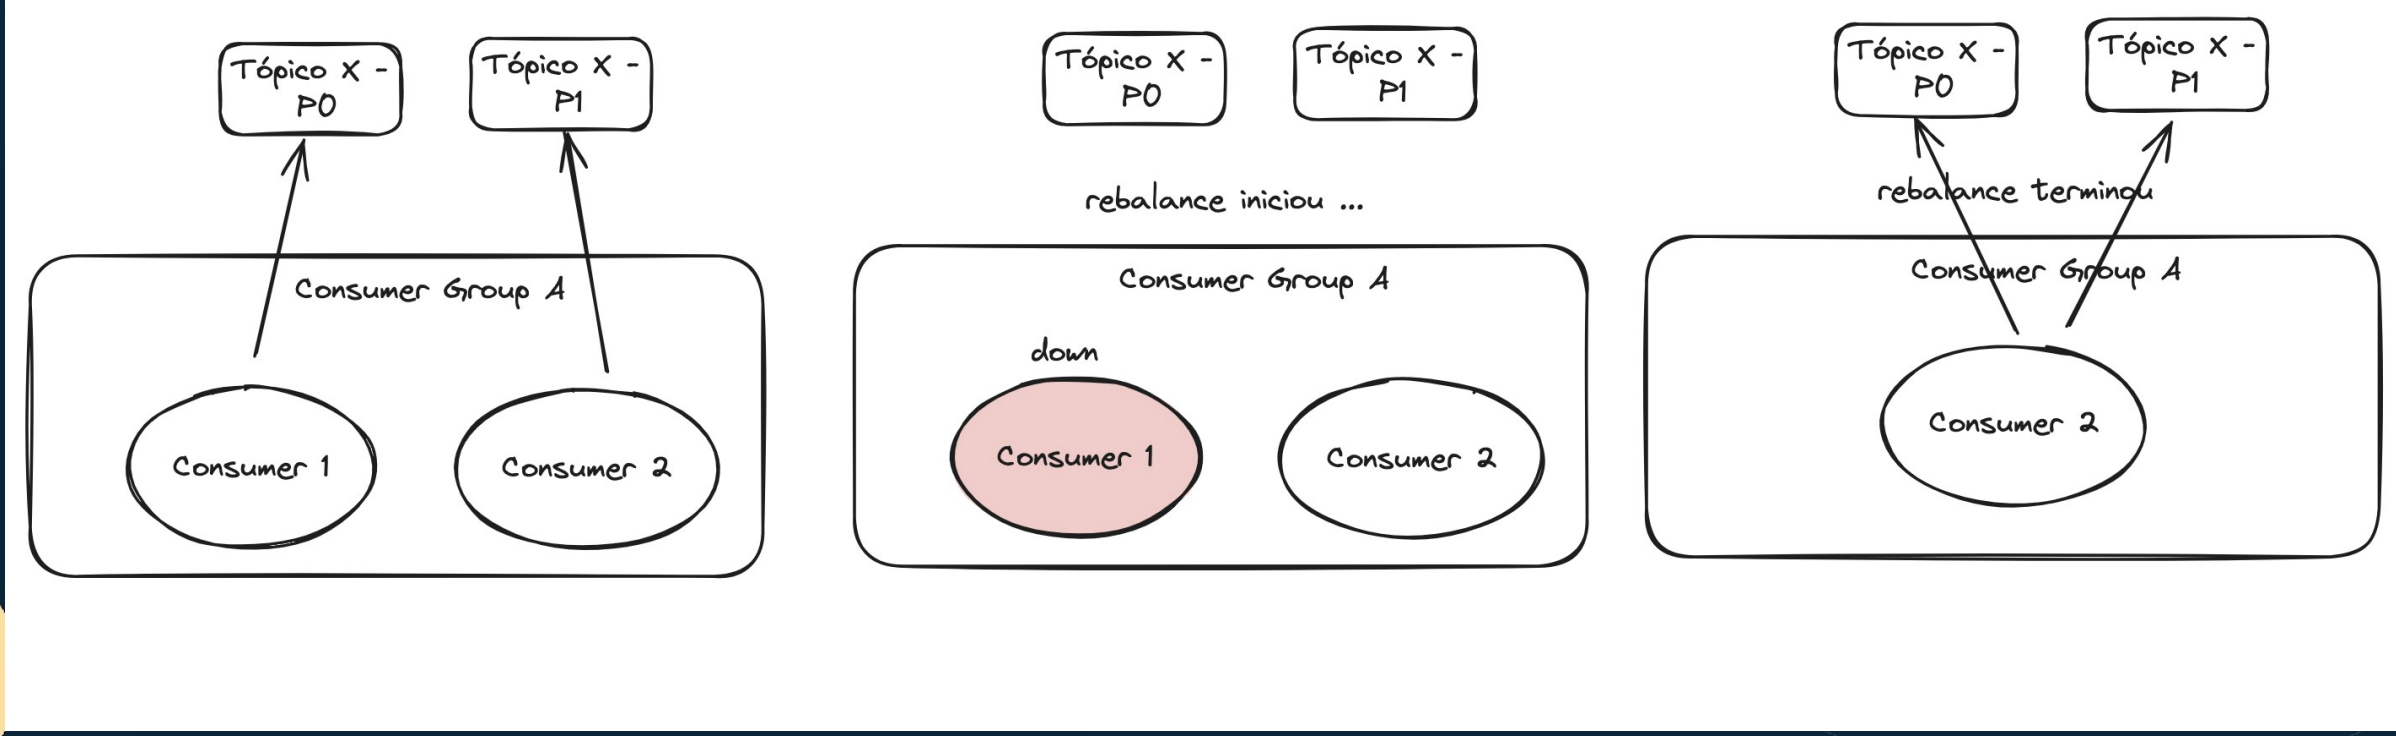 Tópico X -
P0
Tópico X -
P1
Consumer Group A
Consumer 1
Consumer 2
Tópico X -
P0
Tópico X -
P1
rebalance iniciou ...
Consumer Group A
down
Consumer 1
Consumer 2
Tópico X -
P0
Tópico X -
P1
rebalance terminou
Consumer Group A
Consumer 2